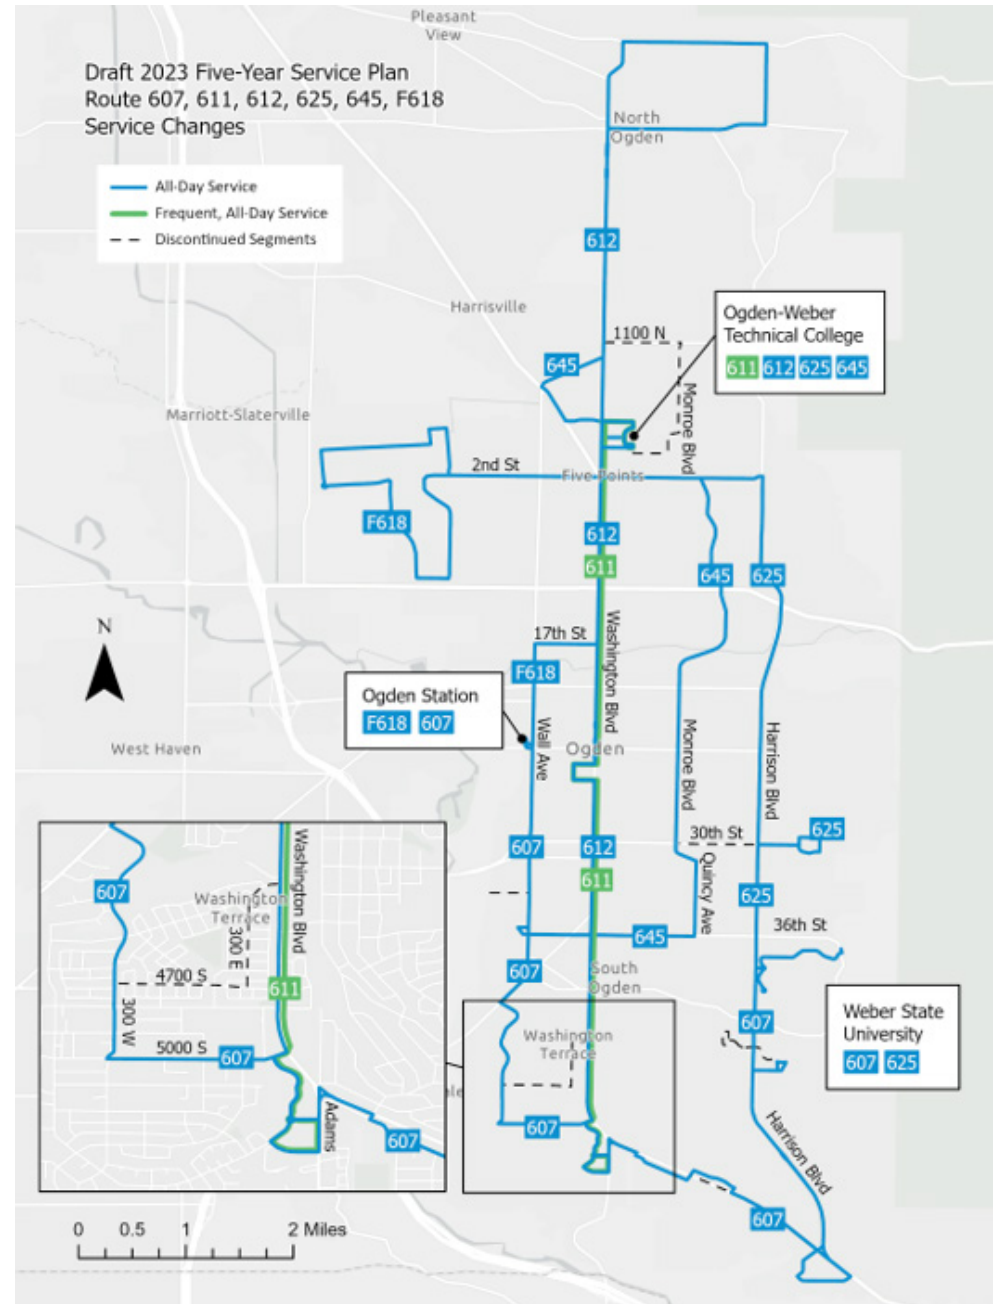 Pleasant
View
Draft 2023 Five-Year Service Plan
Route 607, 611, 612, 625, 645, F618
Service Changes
All-Day Service
Frequent, All-Day Service
Discontinued Segments
North
Ogden
612
Harrisville
1100 N
Ogden-Weber
Technical College
611 612 625 645
645
Monroe Blvd
Marriott-Slaterville
2nd St
Five Points
F618
612
611
645
625
N
17th St
Washington Blvd
F618
Ogden Station
F618 607
Wall Ave
Ogden
West Haven
Monroe Blvd
Harrison Blvd
30th St
625
607
612
611
Quincy Ave
625
36th St
645
607
South
Ogden
Weber State
University
607 625
607
Washington
Terrace
607
Harrison Blvd
607
Washington Blvd
607
Washington
Terrace
300 E
4700 S
611
300 W
5000 S
607
Adams
607
0 0.5 1 2 Miles